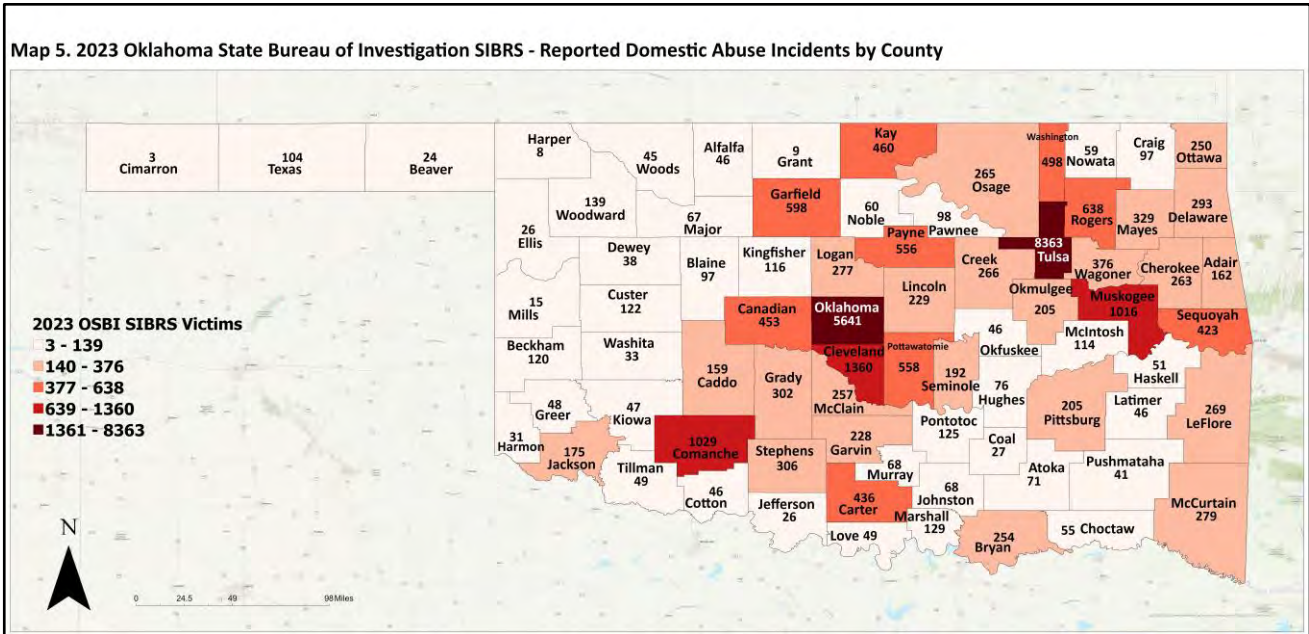 Map 5. 2023 Oklahoma State Bureau of Investigation SIBRS - Reported Domestic Abuse Incidents by County
3
Cimarron
104
Texas
24
Beaver
Harper
8
45
Woods
Alfalfa
46
9
Grant
Kay
460
265
Osage
Washington
498
59
Nowata
Craig
97
250
Ottawa
26
Ellis
139
Woodward
67
Major
Garfield
598
60
Noble
98
Pawnee
Payne
556
638
Rogers
329
Mayes
293
Delaware
Dewey
38
Blaine
97
Kingfisher
116
Logan
277
Lincoln
229
Creek
266
8363
Tulsa
376
Wagoner
Cherokee
263
Adair
162
15
Mills
Custer
122
Canadian
453
Oklahoma
5641
Okmulgee
205
Muskogee
1016
Sequoyah
423
2023 OSBI SIBRS Victims
3 - 139
140 - 376
377 - 638
639 - 1360
1361 - 8363
Beckham
120
Washita
33
159
Caddo
Grady
302
Cleveland
1360
Pottawatomie
558
192
Seminole
46
Okfuskee
McIntosh
114
51
Haskell
48
Greer
47
Kiowa
257
McClain
76
Hughes
205
Pittsburg
Latimer
46
269
LeFlore
31
Harmon
175
Jackson
1029
Comanche
Stephens
306
228
Garvin
Pontotoc
125
Coal
27
Tillman
49
46
Cotton
Jefferson
26
68
Murray
436
Carter
68
Johnston
Atoka
71
Pushmataha
41
McCurtain
279
Love 49
Marshall
129
254
Bryan
55 Choctaw
N
0 24.5 49 98 Miles